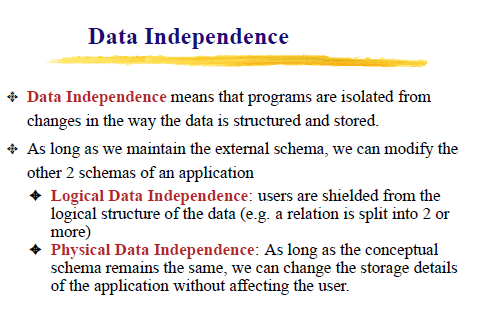 Data Independence
Data Independence means that programs are isolated from
changes in the way the data is structured and stored.
As long as we maintain the external schema, we can modify the
other 2 schemas of an application
Logical Data Independence: users are shielded from the
logical structure of the data (e.g. a relation is split into 2 or
more)
Physical Data Independence: As long as the conceptual
schema remains the same, we can change the storage details
of the application without affecting the user.